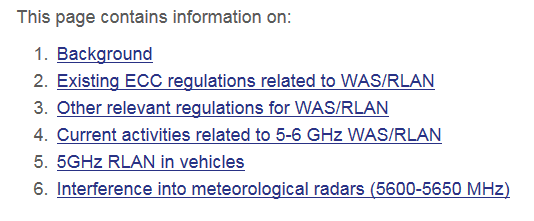 This page contains information on:
1. Background
2. Existing ECC regulations related to WAS/RLAN
3. Other relevant regulations for WAS/RLAN
4. Current activities related to 5-6 GHz WAS/RLAN
5. 5GHz RLAN in vehicles
6. Interference into meteorological radars (5600-5650 MHz)